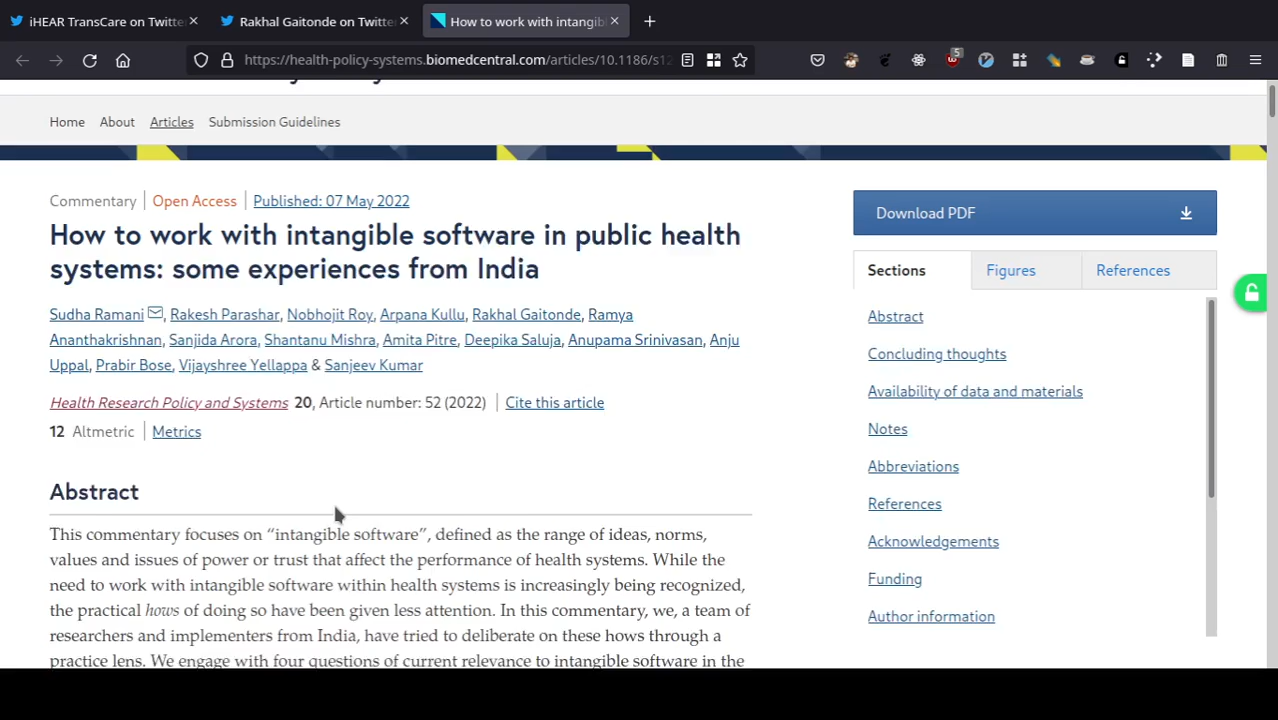 iHEAR TransCare on Twitte
Rakhal Gaitonde on Twitte
How to work with intangib
https://health-policy-systems.biomedcentral.com/articles/10.1186/s12
5
Home About Articles Submission Guidelines
Commentary Open Access Published: 07 May 2022
How to work with intangible software in public health
systems: some experiences from India
Sudha Ramani, Rakesh Parashar, Nobhojit Roy, Arpana Kullu, Rakhal Gaitonde, Ramya
Ananthakrishnan, Sanjida Arora, Shantanu Mishra, Amita Pitre, Deepika Saluja, Anupama Srinivasan, Anju
Uppal, Prabir Bose, Vijayshree Yellappa & Sanjeev Kumar
Health Research Policy and Systems 20, Article number: 52 (2022) Cite this article
12 Altmetric Metrics
Abstract
This commentary focuses on “intangible software”, defined as the range of ideas, norms,
values and issues of power or trust that affect the performance of health systems. While the
need to work with intangible software within health systems is increasingly being recognized,
the practical hows of doing so have been given less attention. In this commentary, we, a team of
researchers and implementers from India, have tried to deliberate on these hows through a
practice lens. We engage with four questions of current relevance to intangible software in the
Download PDF
Sections Figures References
Abstract
Concluding thoughts
Availability of data and materials
Notes
Abbreviations
References
Acknowledgements
Funding
Author information